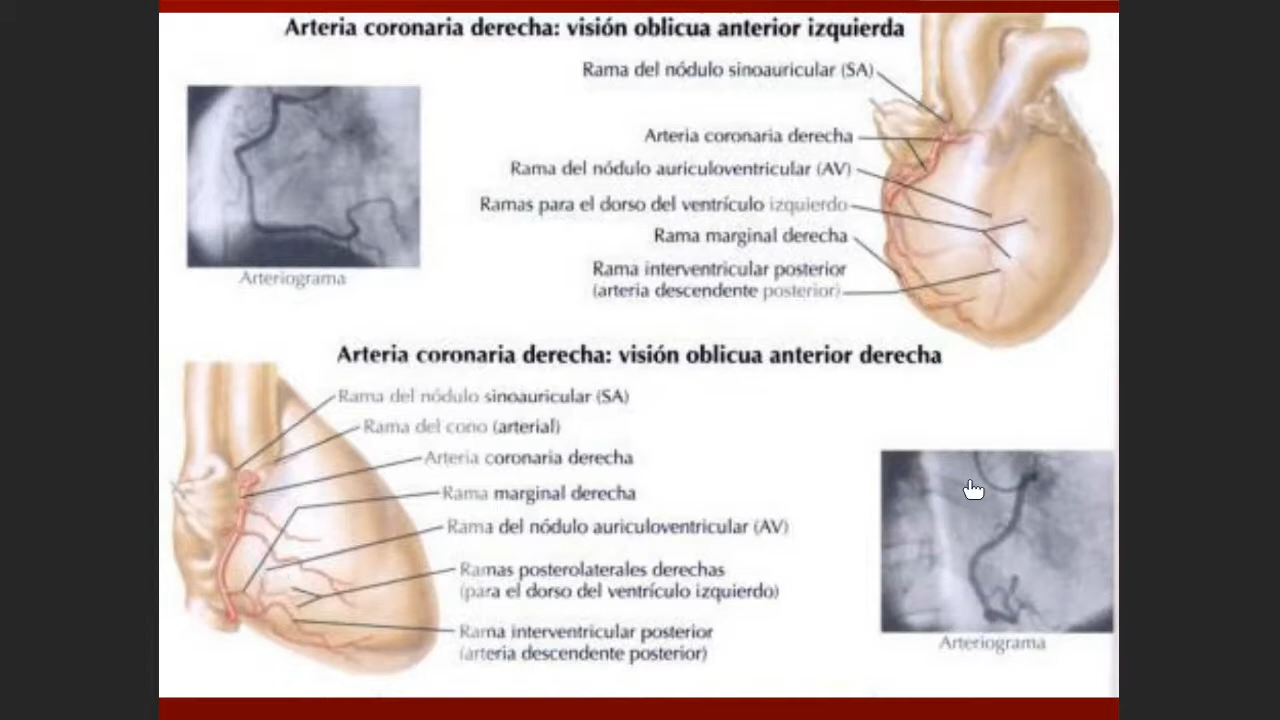 Arteria coronaria derecha: visión oblicua anterior izquierda
Rama del nódulo sinoauricular (SA)
Arteria coronaria derecha
Rama del nódulo auriculoventricular (AV)
Ramas para el dorso del ventrículo izquierdo
Rama marginal derecha
Rama interventricular posterior
(arteria descendente posterior)
Arteriograma
Arteria coronaria derecha: visión oblicua anterior derecha
Rama del nódulo sinoauricular (SA)
Rama del cono (arterial)
Arteria coronaria derecha
Rama marginal derecha
Rama del nódulo auriculoventricular (AV)
Ramas posterolaterales derechas
(para el dorso del ventrículo izquierdo)
Rama interventricular posterior
(arteria descendente posterior)
Arteriograma